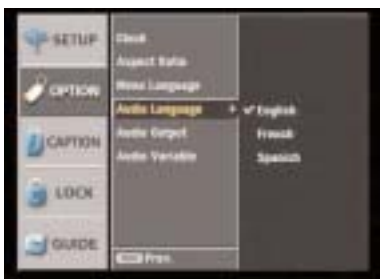 SETUP
OPTION
CAPTION
LOCK
GUIDE
Clock
Aspect Ratio
Menu Language
Audio Language
Audio Output
Audio Variable
✔ English
French
Spanish
Prev.